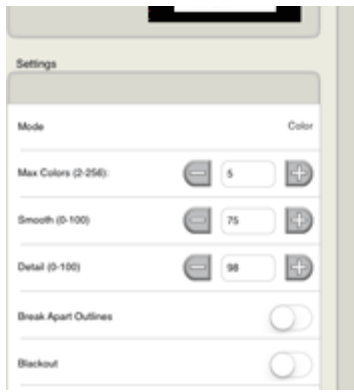 Settings
Mode Color
Max Colors (2-256): 5
Smooth (0-100) 75
Detail (0-100) 98
Break Apart Outlines
Blackout